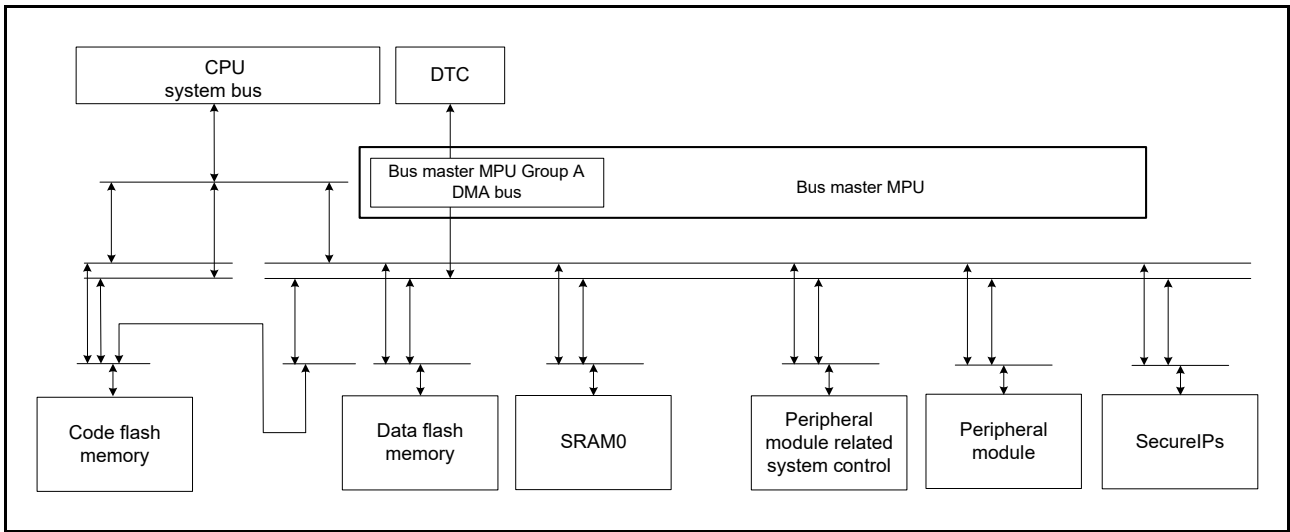 CPU
system bus
DTC
Bus master MPU Group A
DMA bus
Bus master MPU
Code flash
memory
Data flash
memory
SRAM0
Peripheral
module related
system control
Peripheral
module
SecureIPs